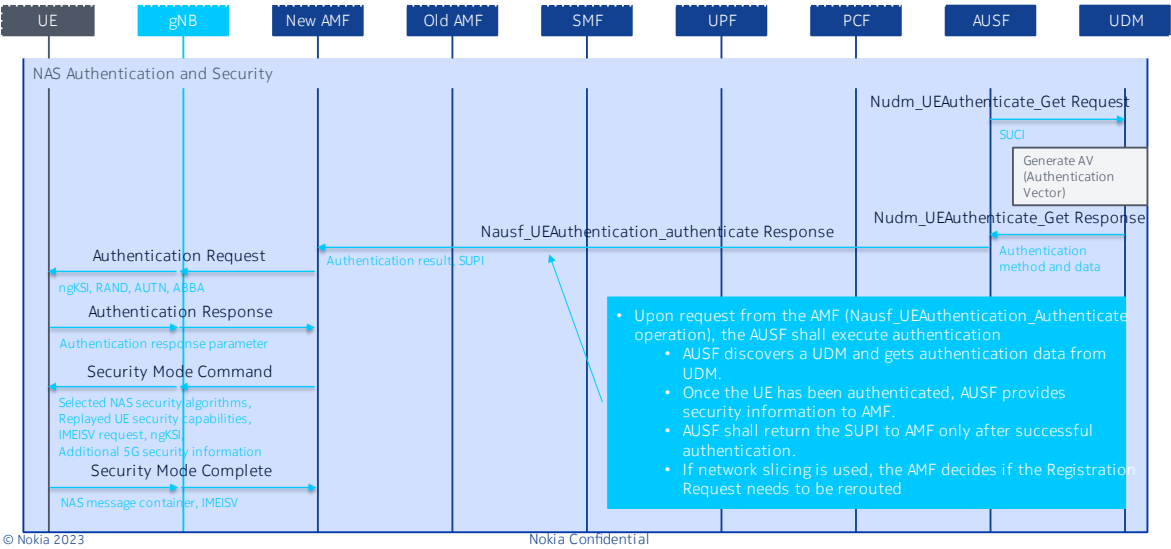 UE
gNB
New AMF
Old AMF
SMF
UPF
PCF
AUSF
UDM
NAS Authentication and Security
Nudm_UEAuthenticate_Get Request
SUCI
Generate AV
(Authentication
Vector)
Nudm_UEAuthenticate_Get Response
Authentication
method and data
Nausf_UEAuthentication_authenticate Response
Authentication result, SUPI
Authentication Request
ngKSI, RAND, AUTN, ABBA
Authentication Response
Authentication response parameter
Security Mode Command
Selected NAS security algorithms,
Replayed UE security capabilities,
IMEISV request, ngKSI,
Additional 5G security information
Security Mode Complete
NAS message container, IMEISV
• Upon request from the AMF (Nausf_UEAuthentication_Authenticate
operation), the AUSF shall execute authentication
• AUSF discovers a UDM and gets authentication data from
UDM.
• Once the UE has been authenticated, AUSF provides
security information to AMF.
• AUSF shall return the SUPI to AMF only after successful
authentication.
• If network slicing is used, the AMF decides if the Registration
Request needs to be rerouted
© Nokia 2023
Nokia Confidential